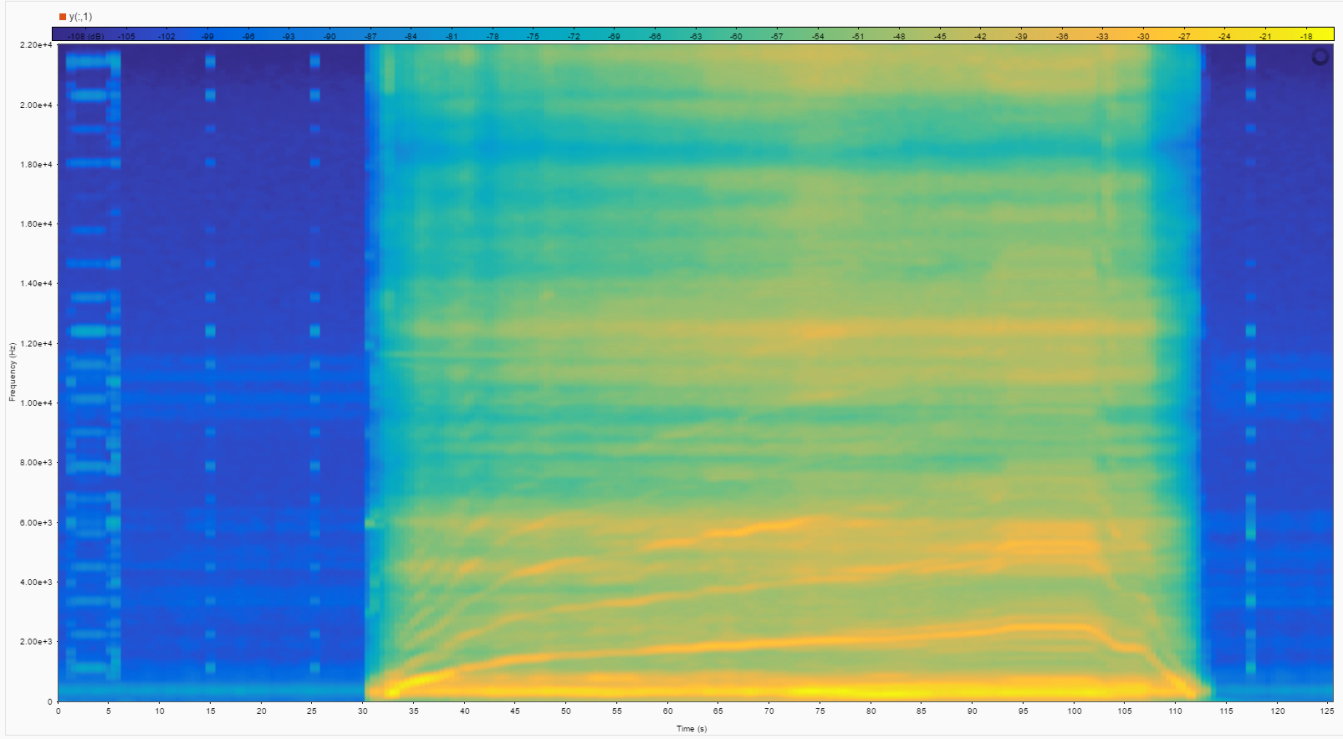 y(:,1)
-108 (dB) -105 -102 -99 -96 -93 -90 -87 -84 -81 -78 -75 -72 -69 -66 -63 -60 -57 -54 -51 -48 -45 -42 -39 -36 -33 -30 -27 -24 -21 -18
2.20e+4
2.00e+4
1.80e+4
1.60e+4
1.40e+4
1.20e+4
1.00e+4
8.00e+3
6.00e+3
4.00e+3
2.00e+3
0
Frequency (Hz)
0 5 10 15 20 25 30 35 40 45 50 55 60 65 70 75 80 85 90 95 100 105 110 115 120 125
Time (s)